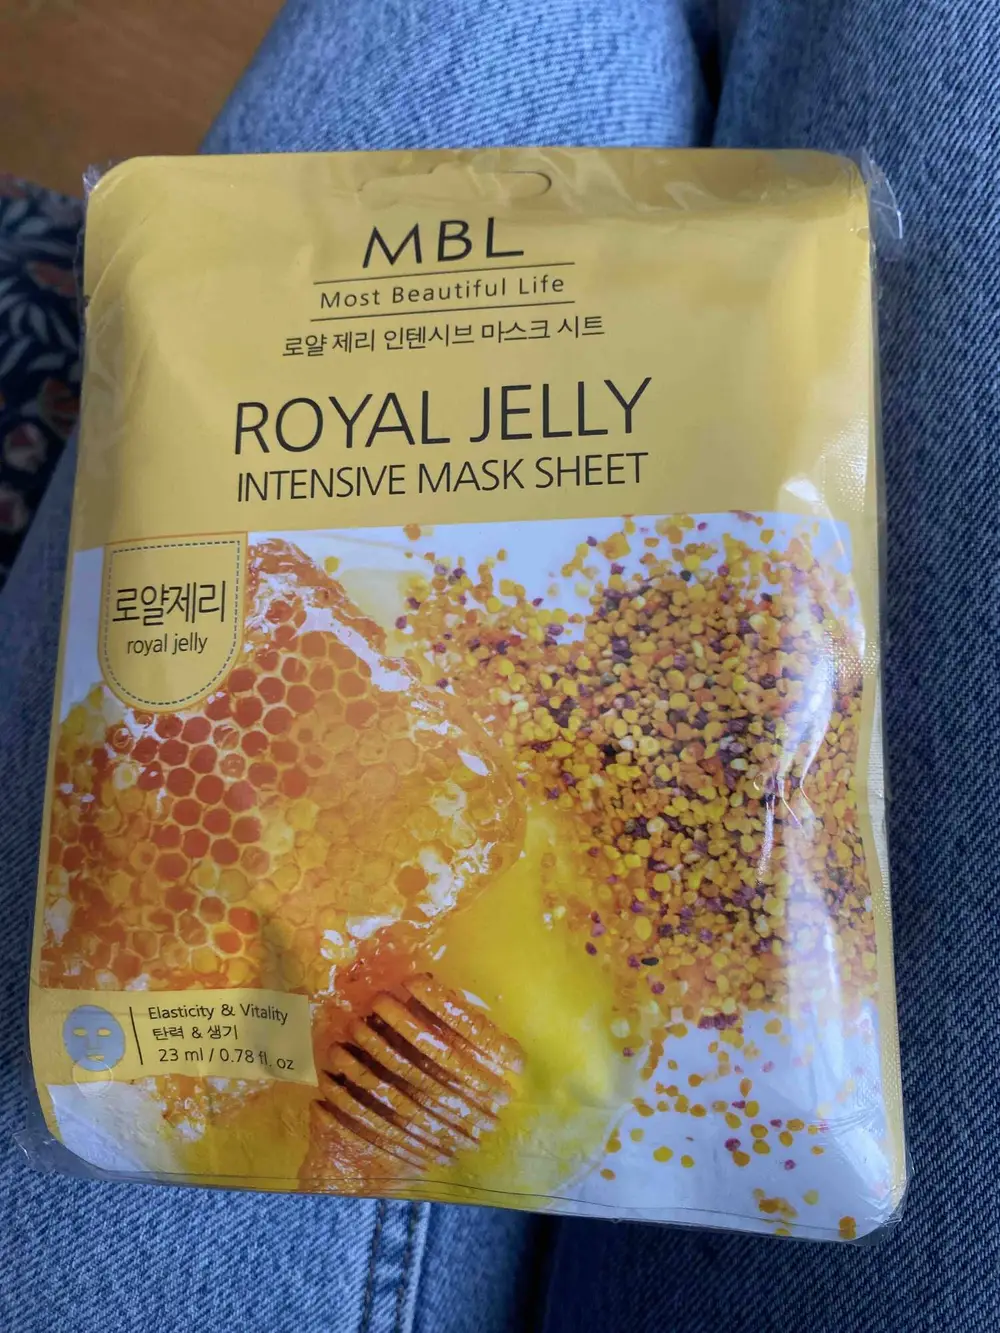 MBL
Most Beautiful Life
로얄 제리 인텐시브 마스크 시트
ROYAL JELLY
INTENSIVE MASK SHEET
로얄제리
royal jelly
Elasticity & Vitality
탄력 & 생기
23 ml / 0.78 fl. oz